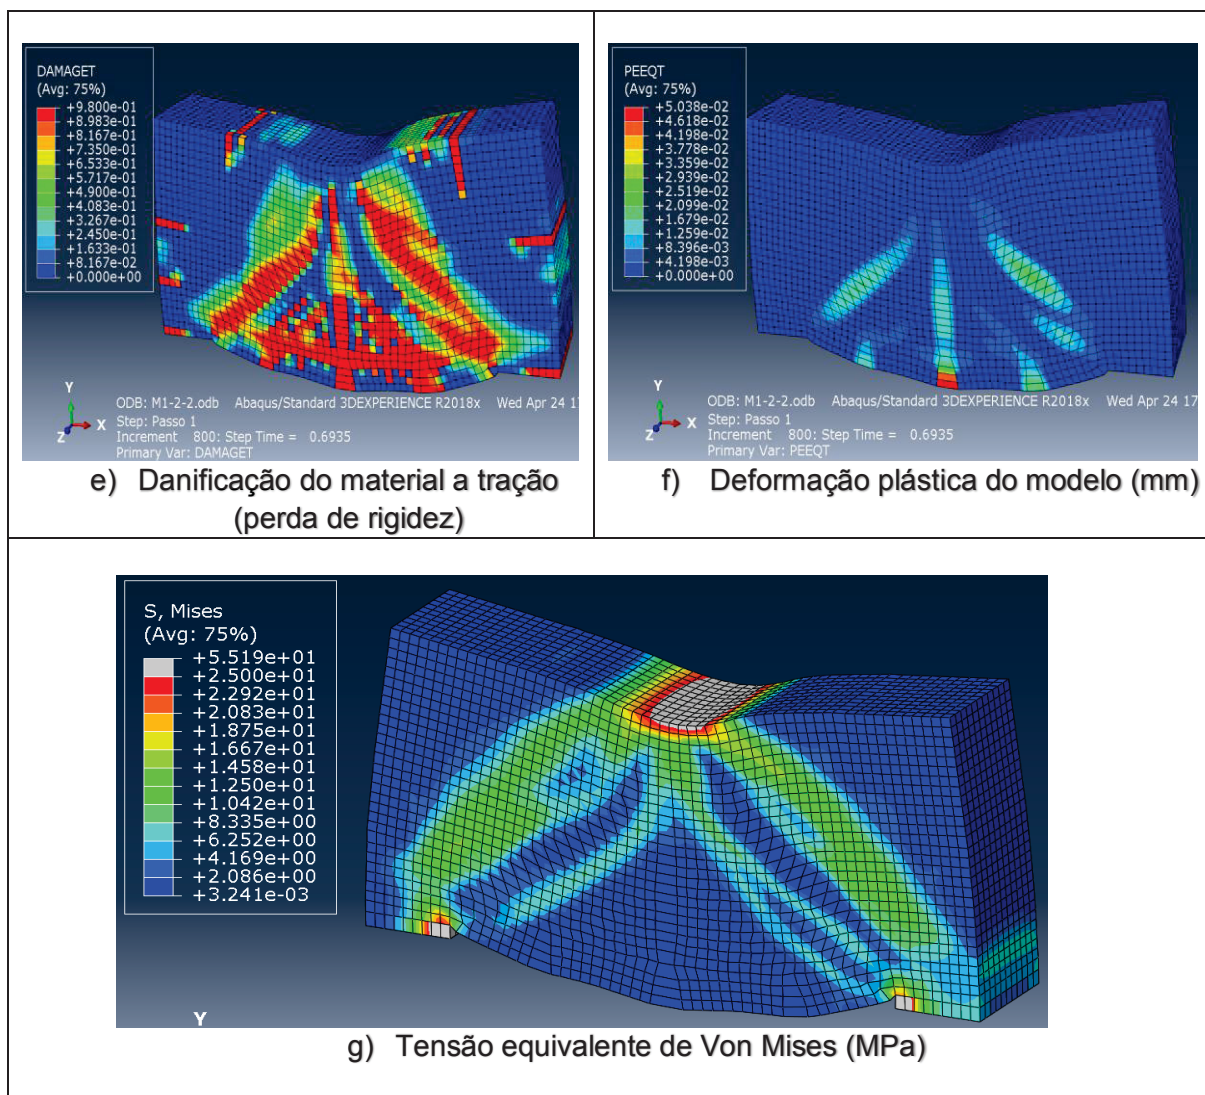 DAMAGET
(Avg: 75%)
+9.800e-01
+8.983e-01
+8.167e-01
+7.350e-01
+6.533e-01
+5.717e-01
+4.900e-01
+4.083e-01
+3.267e-01
+2.450e-01
+1.633e-01
+8.167e-02
+0.000e+00
Y
X
Z
ODB: M1-2-2.odb Abaqus/Standard 3DEXPERIENCE R2018x Wed Apr 24 17
Step: Passo 1
Increment 800: Step Time = 0.6935
Primary Var: DAMAGET
e) Danificação do material a tração
(perda de rigidez)
PEEQT
(Avg: 75%)
+5.038e-02
+4.618e-02
+4.198e-02
+3.778e-02
+3.359e-02
+2.939e-02
+2.519e-02
+2.099e-02
+1.679e-02
+1.259e-02
+8.396e-03
+4.198e-03
+0.000e+00
Y
X
Z
ODB: M1-2-2.odb Abaqus/Standard 3DEXPERIENCE R2018x Wed Apr 24 17
Step: Passo 1
Increment 800: Step Time = 0.6935
Primary Var: PEEQT
f) Deformação plástica do modelo (mm)
S, Mises
(Avg: 75%)
+5.519e+01
+2.500e+01
+2.292e+01
+2.083e+01
+1.875e+01
+1.667e+01
+1.458e+01
+1.250e+01
+1.042e+01
+8.335e+00
+6.252e+00
+4.169e+00
+2.086e+00
+3.241e-03
Y
g) Tensão equivalente de Von Mises (MPa)